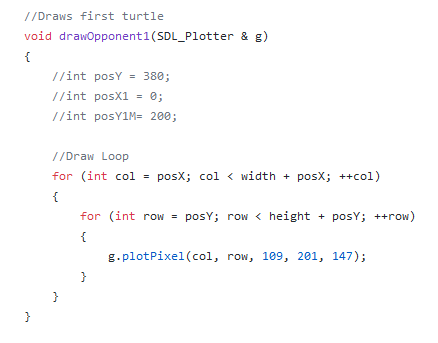 //Draws first turtle
void drawOpponent1(SDL_Plotter & g)
{
    //int posY = 380;
    //int posX1 = 0;
    //int posY1M= 200;

    //Draw Loop
    for (int col = posX; col < width + posX; ++col)
    {
        for (int row = posY; row < height + posY; ++row)
        {
            g.plotPixel(col, row, 109, 201, 147);
        }
    }
}